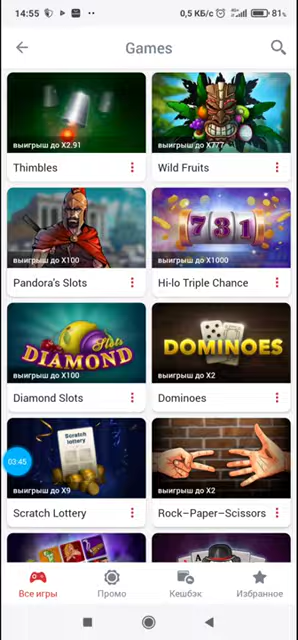 14:55 0,5 КБ/с 81%
Games
выигрыш до X2.91
выигрыш до X777
Thimbles
Wild Fruits
731
выигрыш до X100
выигрыш до X1000
Pandora's Slots
Hi-lo Triple Chance
Slots
DIAMOND
DOMINOES
выигрыш до X100
выигрыш до X2
Diamond Slots
Dominoes
Scratch
lottery
03:45
выигрыш до X9
выигрыш до X2
Scratch Lottery
Rock–Paper–Scissors
Все игры
Промо
Кешбэк
Избранное